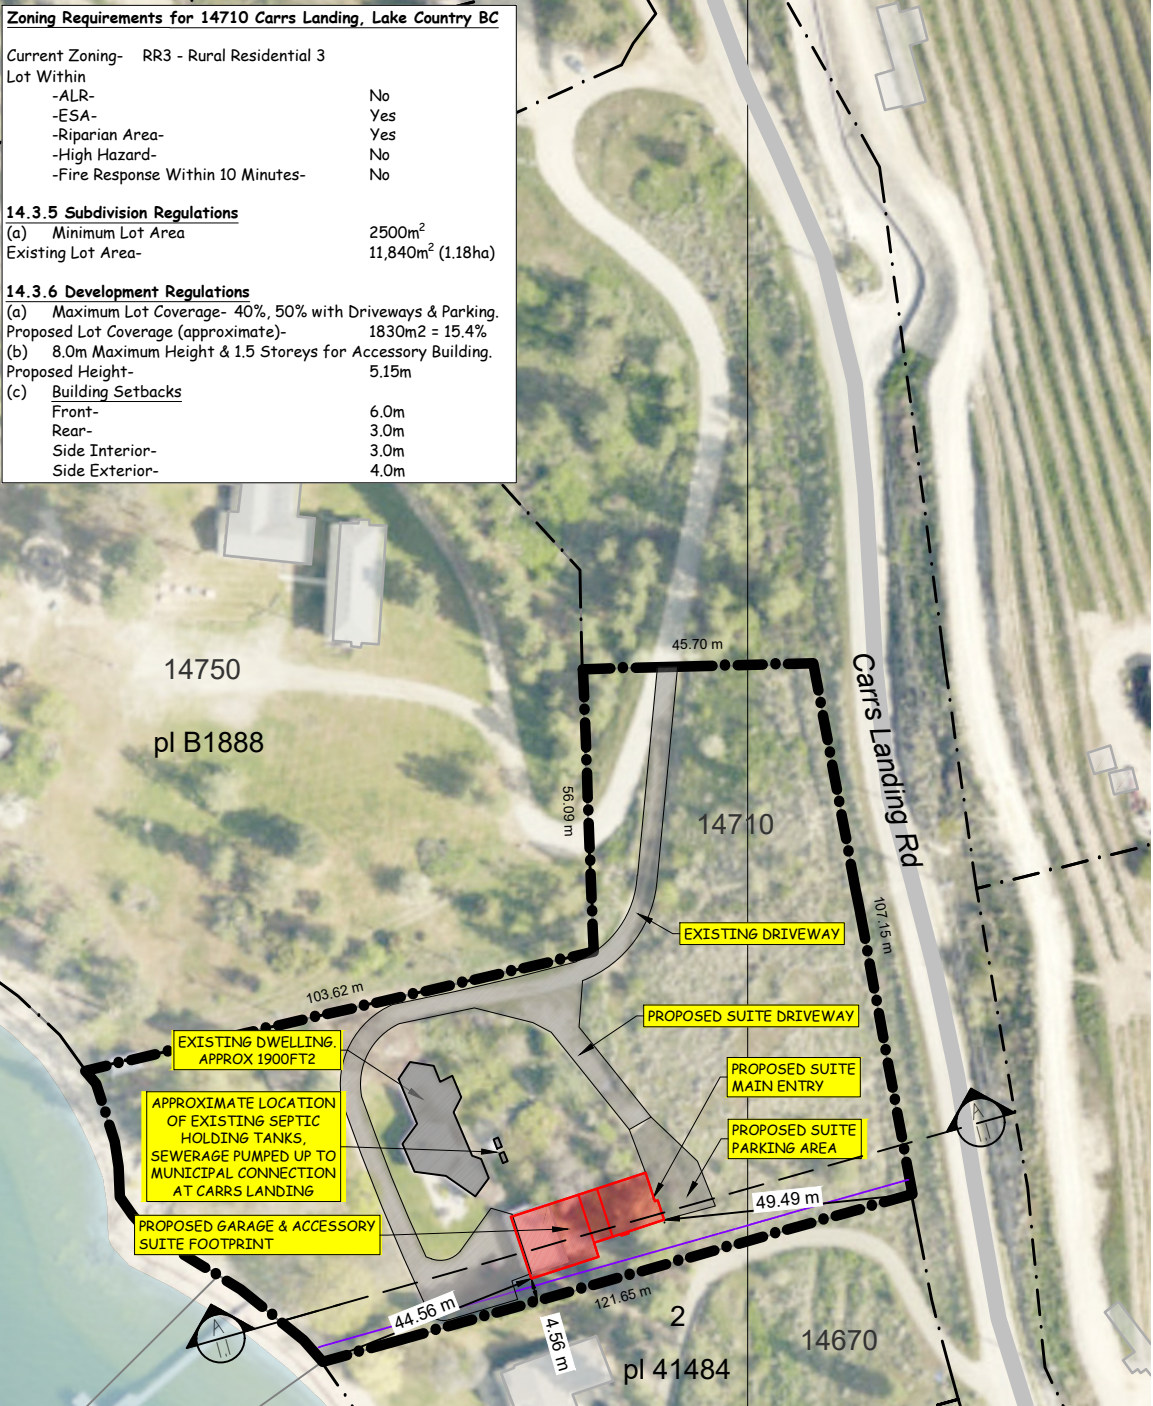 Zoning Requirements for 14710 Carrs Landing, Lake Country BC
Current Zoning- RR3 - Rural Residential 3
Lot Within
-ALR- No
-ESA- Yes
-Riparian Area- Yes
-High Hazard- No
-Fire Response Within 10 Minutes- No
14.3.5 Subdivision Regulations
(a) Minimum Lot Area 2500m²
Existing Lot Area- 11,840m² (1.18ha)
14.3.6 Development Regulations
(a) Maximum Lot Coverage- 40%, 50% with Driveways & Parking.
Proposed Lot Coverage (approximate)- 1830m2 = 15.4%
(b) 8.0m Maximum Height & 1.5 Storeys for Accessory Building.
Proposed Height- 5.15m
(c) Building Setbacks
Front- 6.0m
Rear- 3.0m
Side Interior- 3.0m
Side Exterior- 4.0m
45.70 m
14750
pl B1888
Carrs Landing Rd
56.09 m
14710
107.15 m
EXISTING DRIVEWAY
103.62 m
PROPOSED SUITE DRIVEWAY
EXISTING DWELLING.
APPROX 1900FT2
PROPOSED SUITE
MAIN ENTRY
APPROXIMATE LOCATION
OF EXISTING SEPTIC
HOLDING TANKS,
SEWERAGE PUMPED UP TO
MUNICIPAL CONNECTION
AT CARRS LANDING
PROPOSED SUITE
PARKING AREA
A
1.1
49.49 m
PROPOSED GARAGE & ACCESSORY
SUITE FOOTPRINT
44.56 m
121.65 m
4.56 m
2
A
1.1
14670
pl 41484